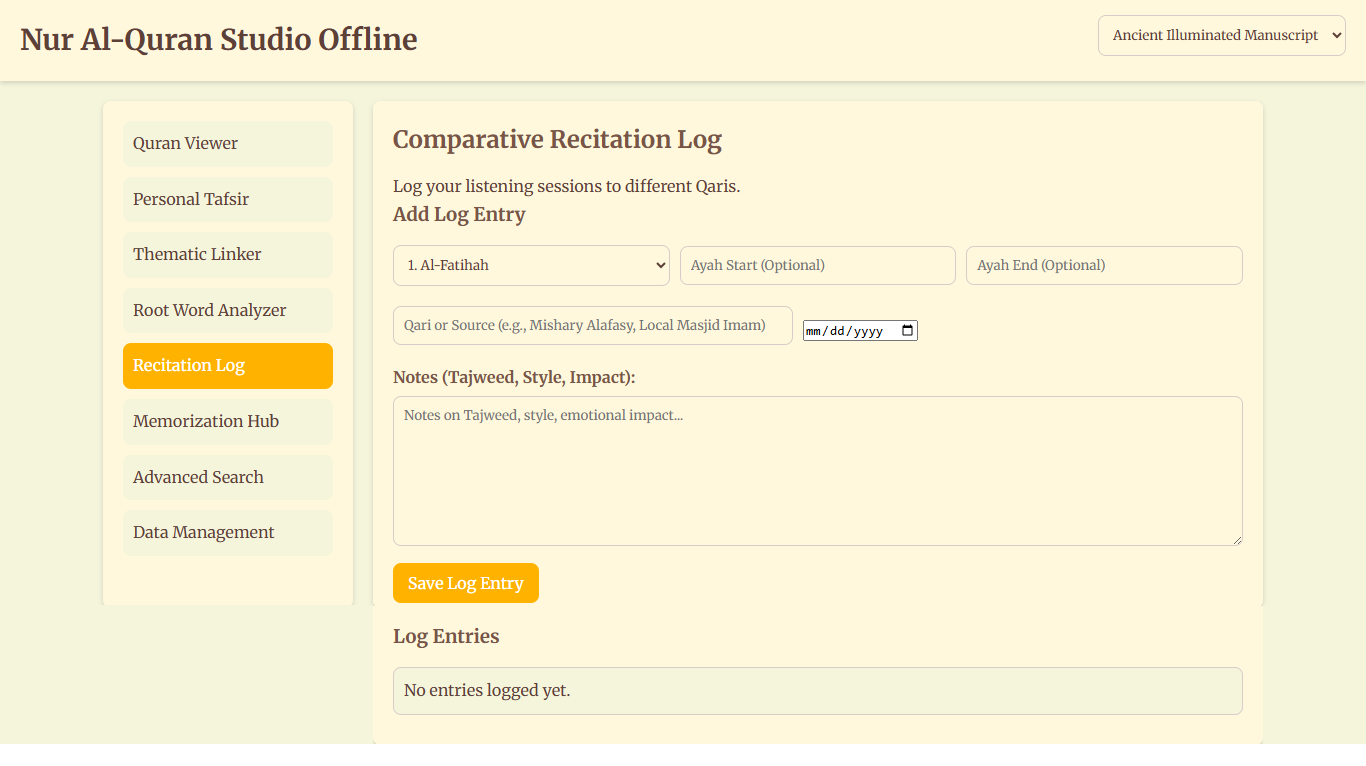 Nur Al-Quran Studio Offline
Ancient Illuminated Manuscript
Quran Viewer
Personal Tafsir
Thematic Linker
Root Word Analyzer
Recitation Log
Memorization Hub
Advanced Search
Data Management
Comparative Recitation Log
Log your listening sessions to different Qaris.
Add Log Entry
1. Al-Fatihah
Ayah Start (Optional)
Ayah End (Optional)
Qari or Source (e.g., Mishary Alafasy, Local Masjid Imam)
mm/dd/yyyy
Notes (Tajweed, Style, Impact):
Notes on Tajweed, style, emotional impact...
Save Log Entry
Log Entries
No entries logged yet.